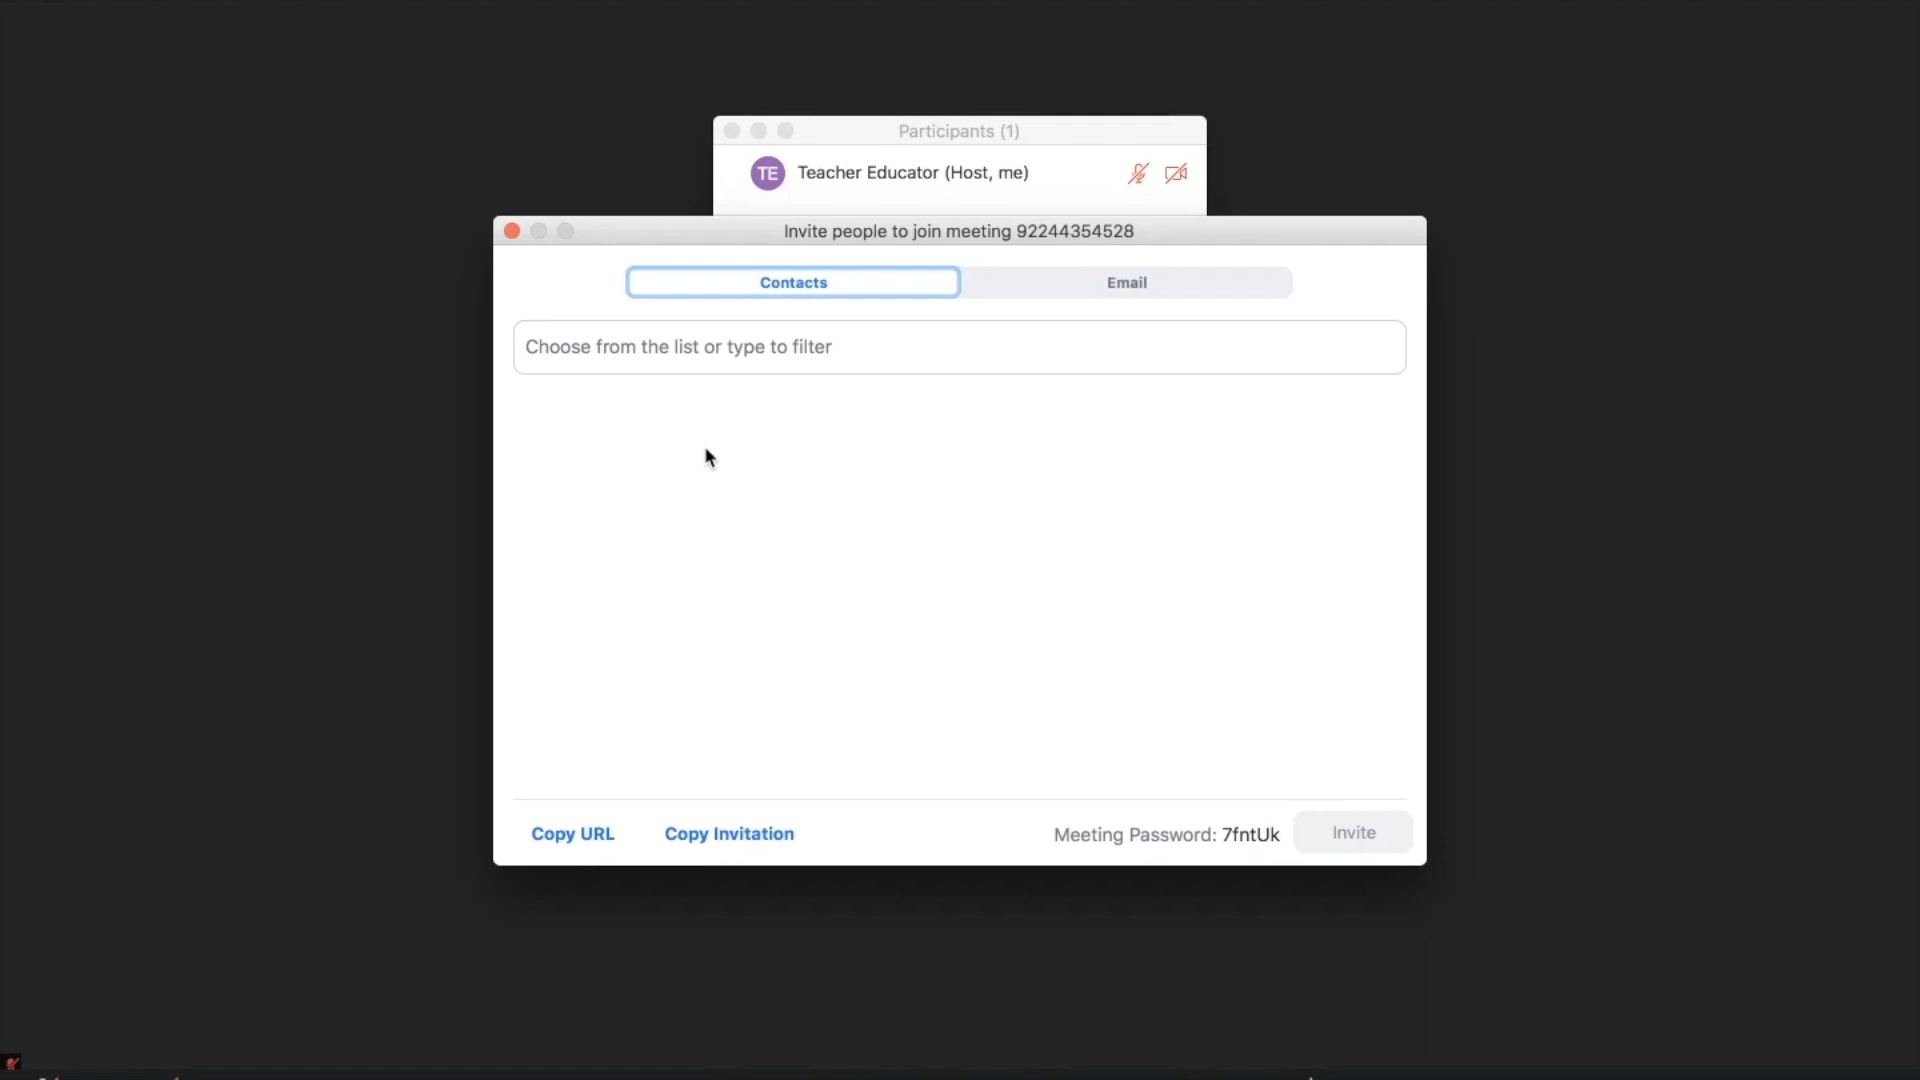 Participants (1)
TE Teacher Educator (Host, me)
Invite people to join meeting 92244354528
Contacts Email
Choose from the list or type to filter
Copy URL Copy Invitation Meeting Password: 7fntUk Invite